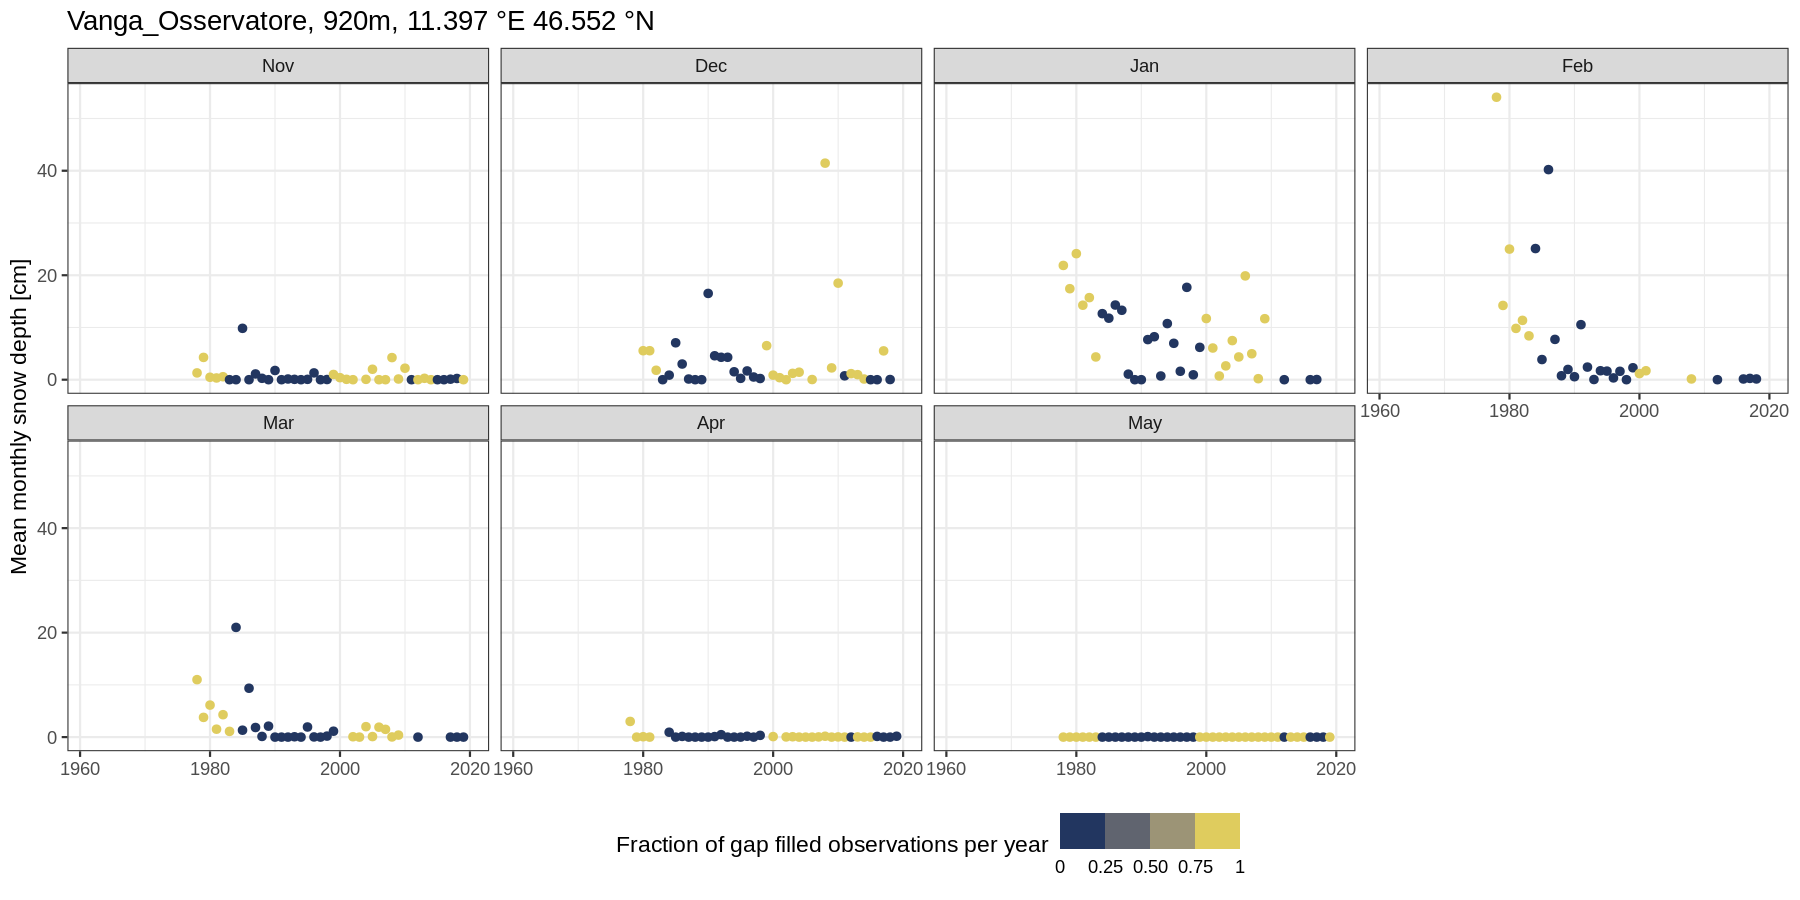 Vanga_Osservatore, 920m, 11.397 °E 46.552 °N
Nov
Dec
Jan
Feb
Mean monthly snow depth [cm]
40
20
0
1960 1980 2000 2020
Mar
Apr
May
40
20
0
1960 1980 2000 2020
1960 1980 2000 2020
1960 1980 2000 2020
Fraction of gap filled observations per year
0 0.25 0.50 0.75 1